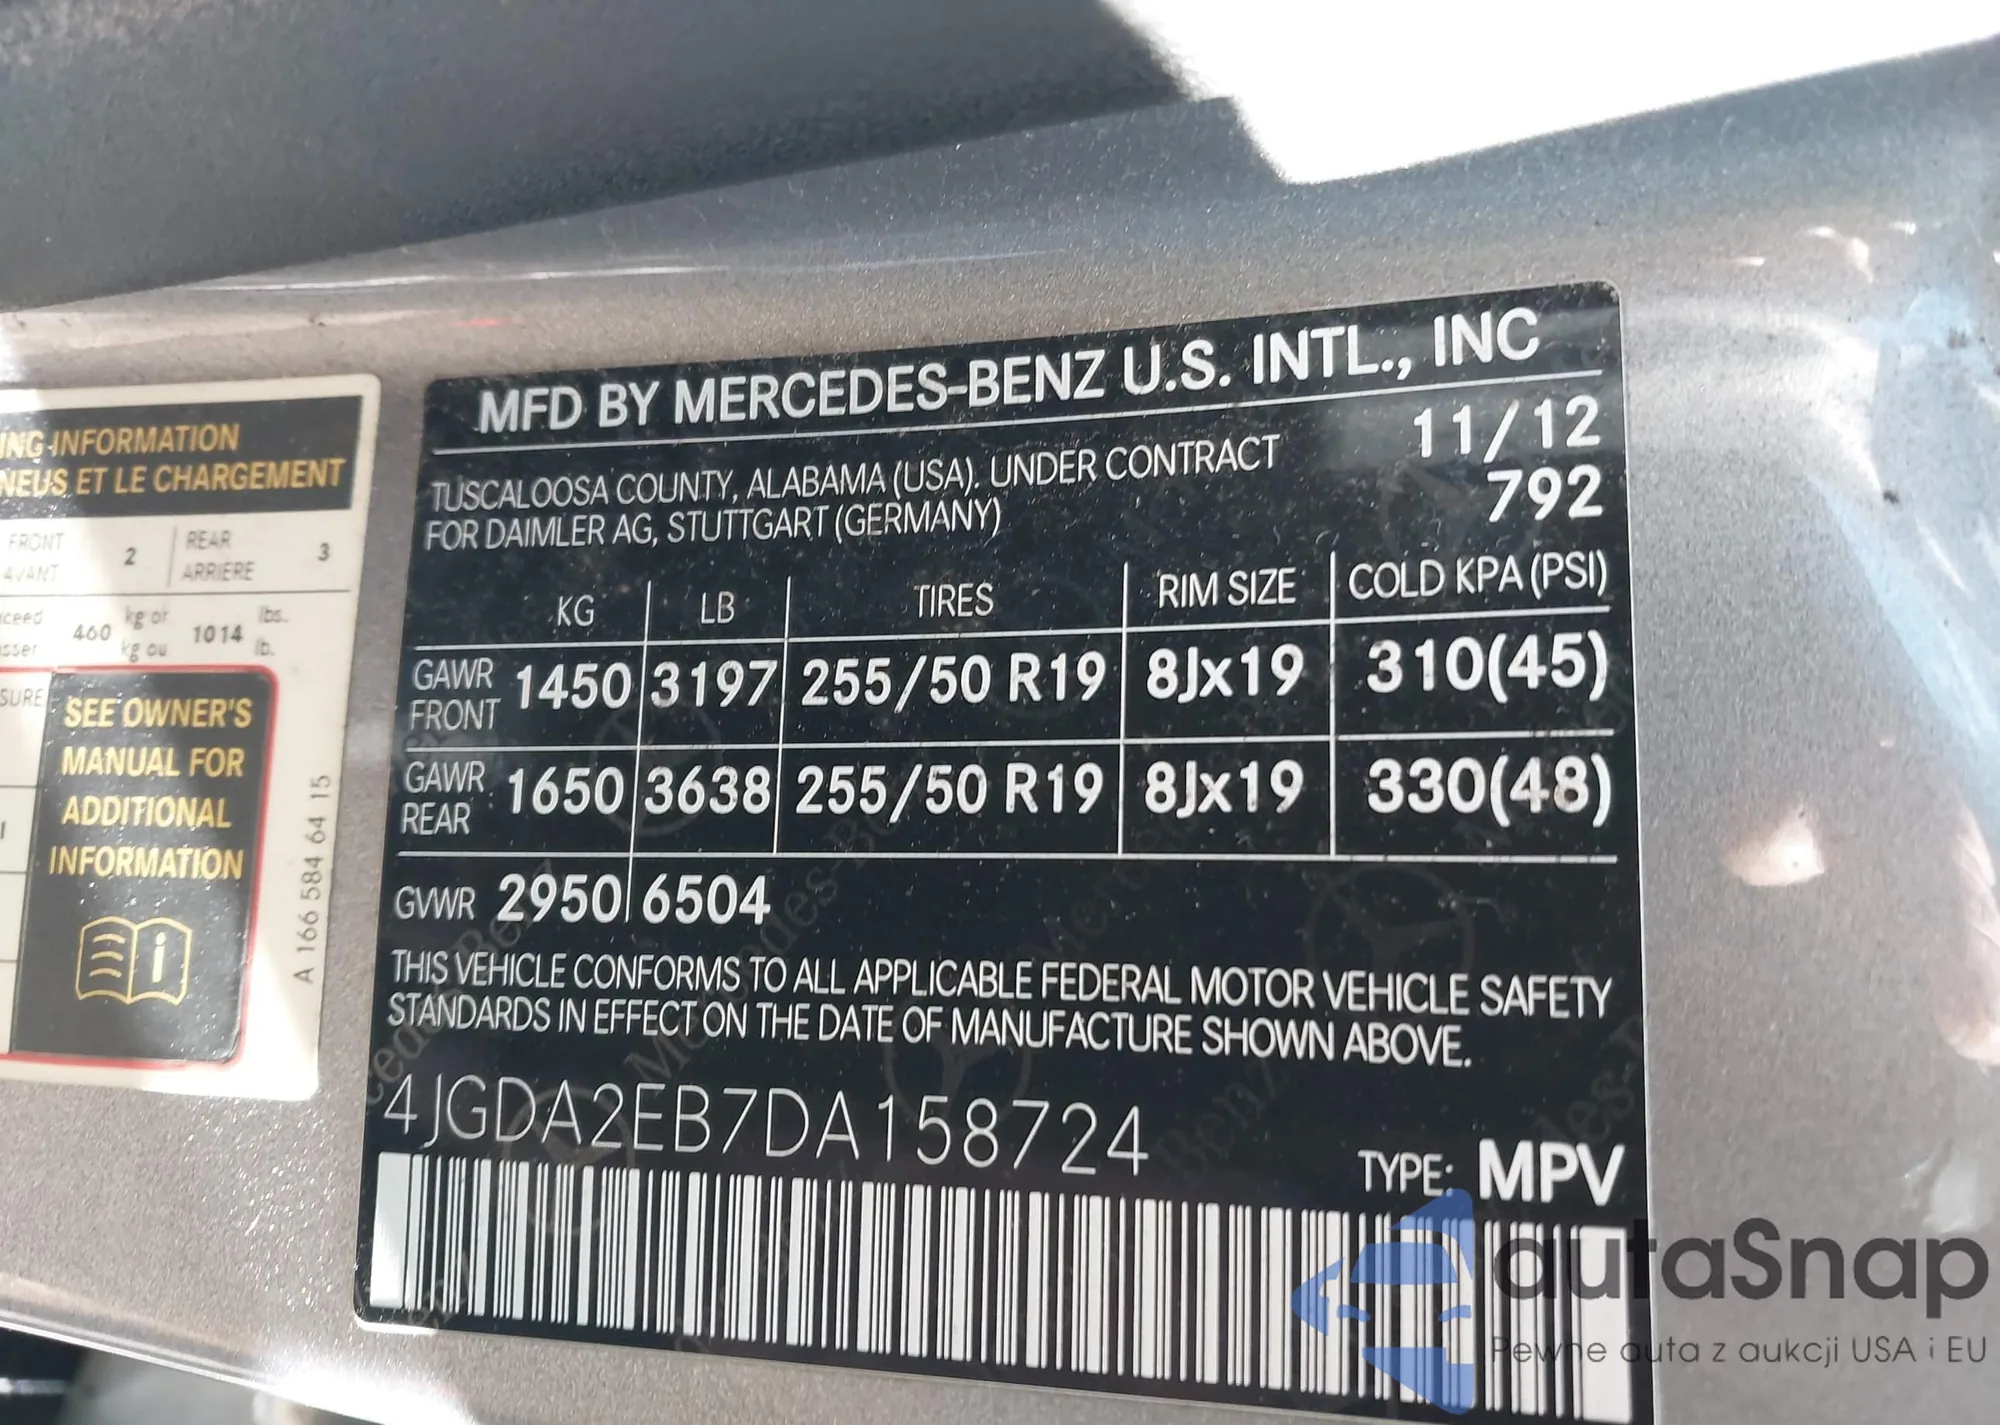 ING INFORMATION
NEUS ET LE CHARGEMENT
FRONT
AVANT
2
REAR
ARRIERE
3
460
kg or
kg ou
1014
lbs.
lb.
SEE OWNER'S
MANUAL FOR
ADDITIONAL
INFORMATION
A 166 584 64 15
MFD BY MERCEDES-BENZ U.S. INTL., INC
TUSCALOOSA COUNTY, ALABAMA (USA). UNDER CONTRACT
FOR DAIMLER AG, STUTTGART (GERMANY)
11/12
792
KG LB TIRES RIM SIZE COLD KPA (PSI)
GAWR FRONT 1450 3197 255/50 R19 8Jx19 310(45)
GAWR REAR 1650 3638 255/50 R19 8Jx19 330(48)
GVWR 2950 6504
THIS VEHICLE CONFORMS TO ALL APPLICABLE FEDERAL MOTOR VEHICLE SAFETY
STANDARDS IN EFFECT ON THE DATE OF MANUFACTURE SHOWN ABOVE.
4JGDA2EB7DA158724
TYPE: MPV
autaSnap
Pewne auta z aukcji USA i EU